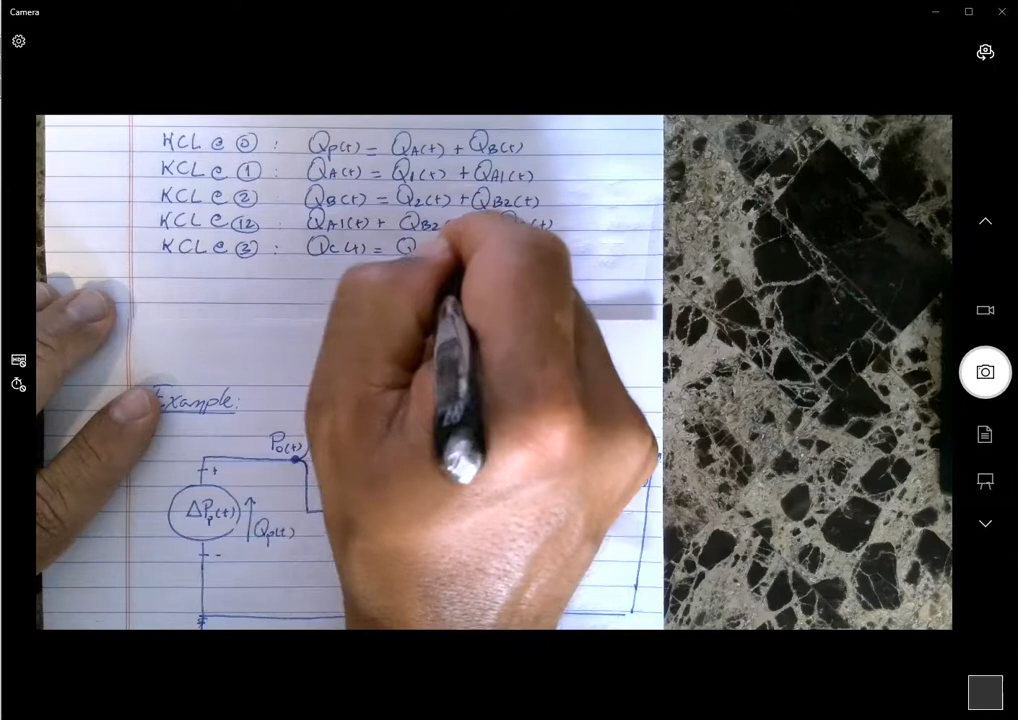 Camera
KCL @ 0 : Qp(t) = QA(t) + QB(t)
KCL @ 1 : QA(t) = Q1(t) + QA1(t)
KCL @ 2 : QB(t) = Q2(t) + QB2(t)
KCL @ 12 : QA1(t) + QB2 (t)
KCL @ 3 : QC(t) = Q
Example:
Po(t)
+
ΔPp(t) Qp(t)
-